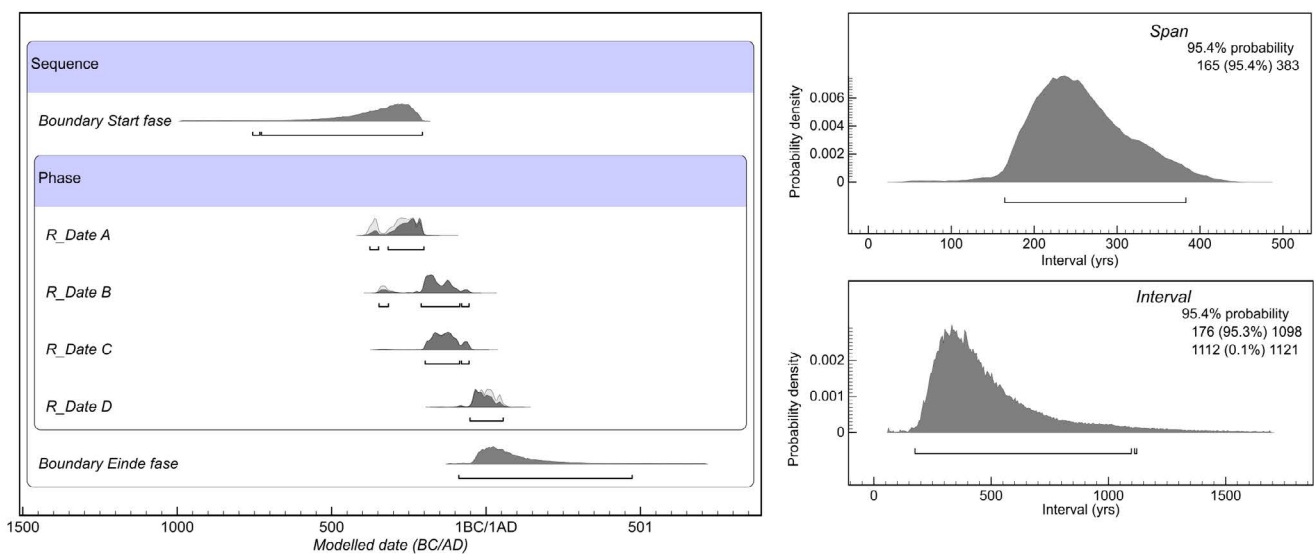 Sequence
Boundary Start fase
Phase
R_Date A
R_Date B
R_Date C
R_Date D
Boundary Einde fase
1500 1000 500 1BC/1AD 501
Modelled date (BC/AD)
Span
95.4% probability
165 (95.4%) 383
Probability density
0.006
0.004
0.002
0
0 100 200 300 400 500
Interval (yrs)
Interval
95.4% probability
176 (95.3%) 1098
1112 (0.1%) 1121
Probability density
0.002
0.001
0
0 500 1000 1500
Interval (yrs)